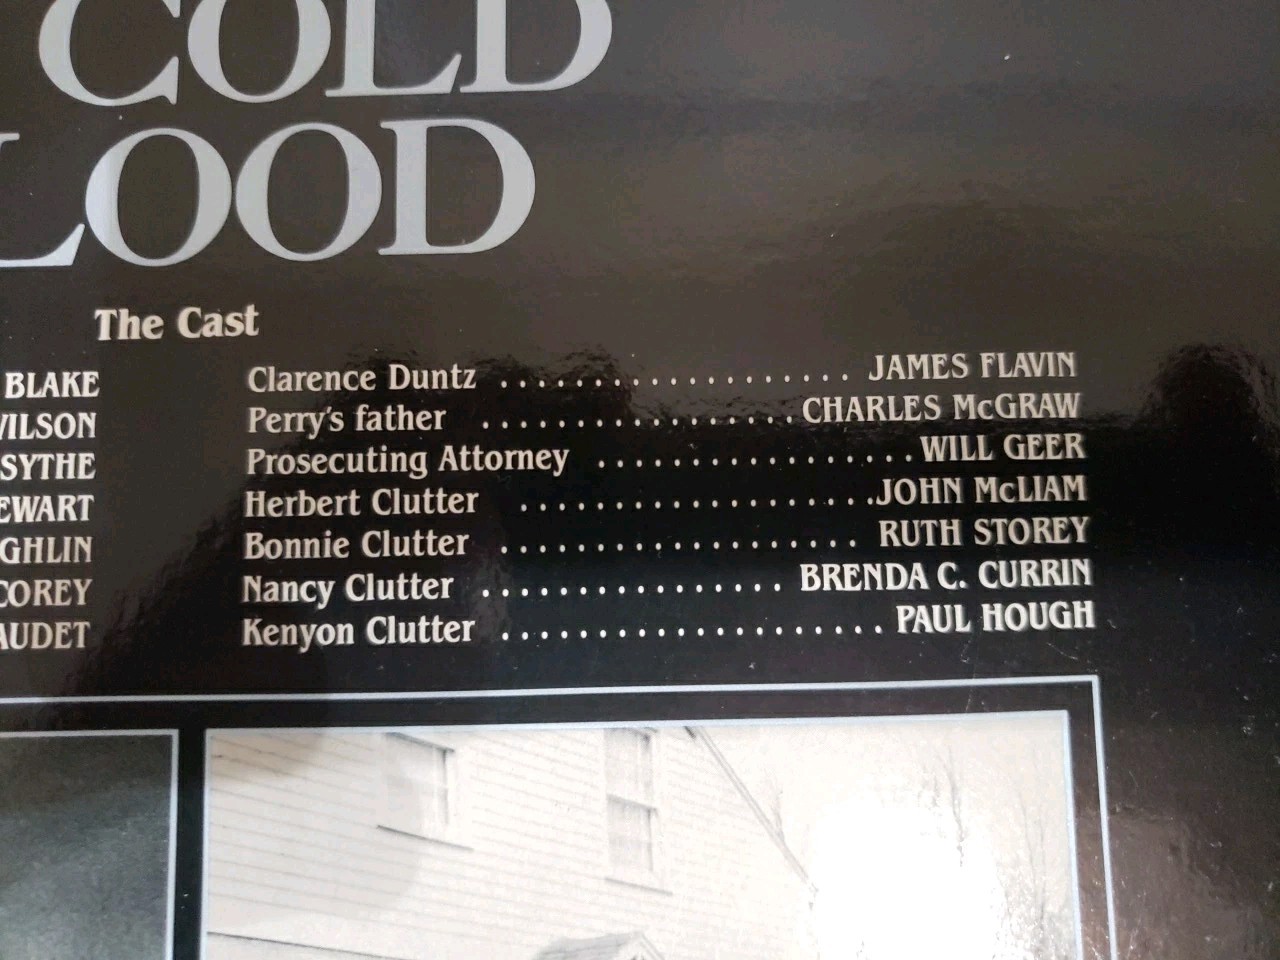 COLD
LOOD
The Cast
BLAKE Clarence Duntz .................. JAMES FLAVIN
WILSON Perry's father ................ CHARLES McGRAW
SYTHE Prosecuting Attorney ................. WILL GEER
EWART Herbert Clutter ................... JOHN McLIAM
GHLIN Bonnie Clutter ................... RUTH STOREY
COREY Nancy Clutter ................ BRENDA C. CURRIN
AUDET Kenyon Clutter .................... PAUL HOUGH